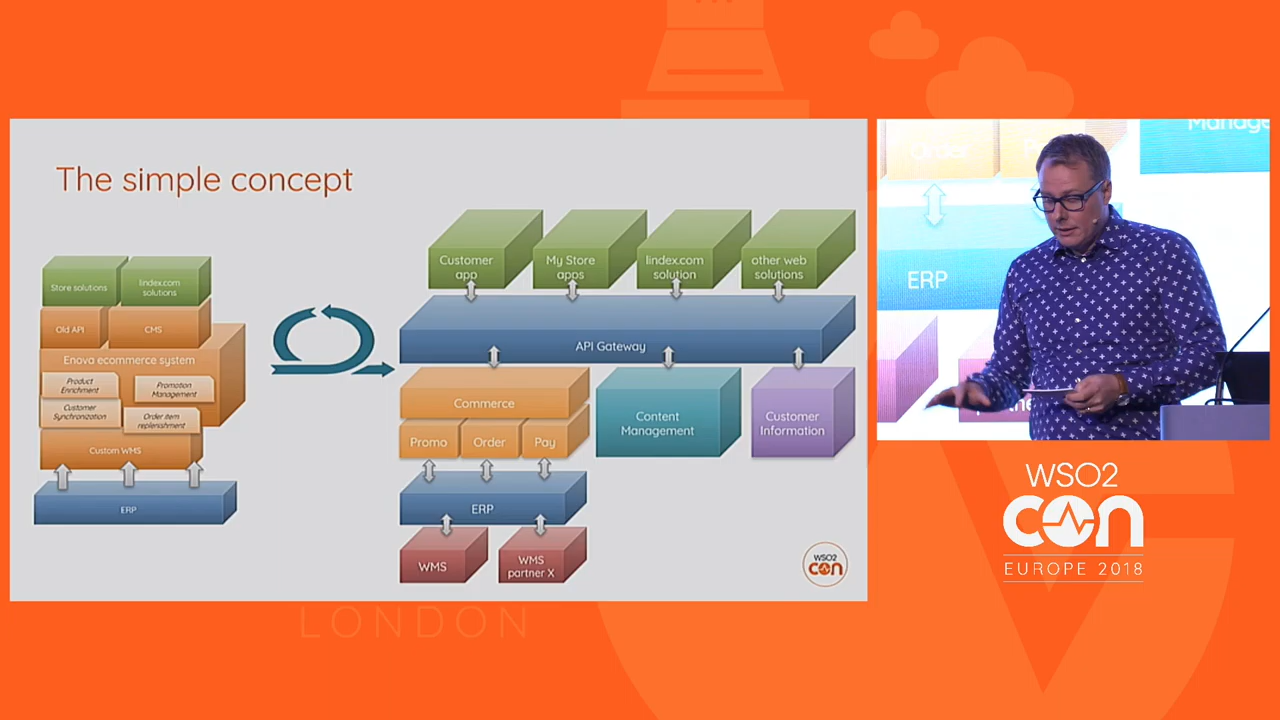 The simple concept
Store solutions
lindex.com
solutions
Old API
CMS
Enova ecommerce system
Product
Enrichment
Promotion
Management
Customer
Synchronization
Order item
replenishment
Custom WMS
ERP
Customer
app
My Store
apps
lindex.com
solution
other web
solutions
API Gateway
Commerce
Promo
Order
Pay
Content
Management
Customer
Information
ERP
WMS
WMS
partner X
WSO2
CON
Order
ERP
WSO2
CON
EUROPE 2018
LONDON